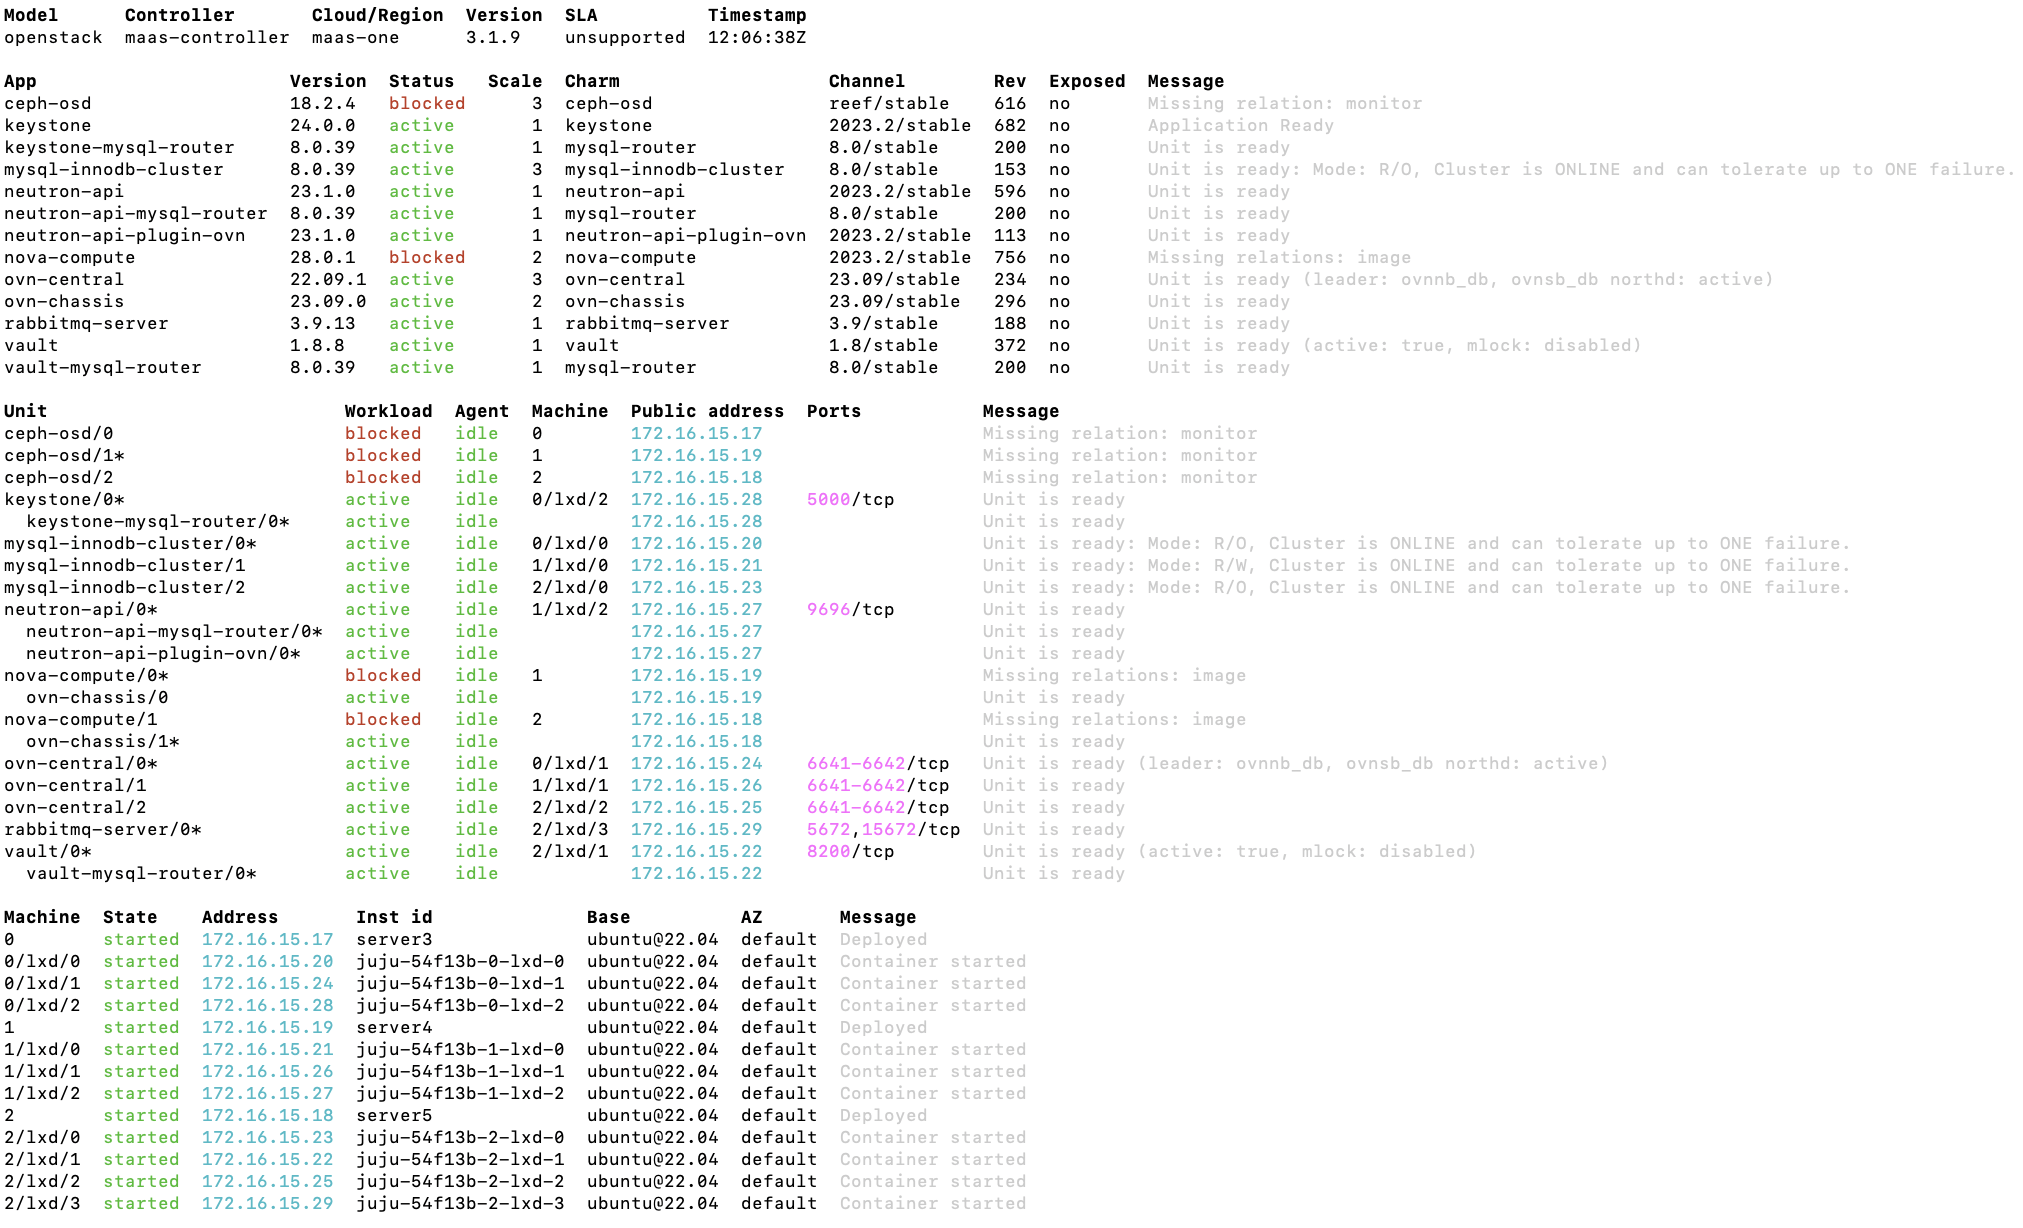 Model      Controller       Cloud/Region  Version  SLA          Timestamp
openstack  maas-controller  maas-one      3.1.9    unsupported  12:06:38Z

App                       Version  Status   Scale  Charm                   Channel        Rev  Exposed  Message
ceph-osd                  18.2.4   blocked      3  ceph-osd                reef/stable    616  no       Missing relation: monitor
keystone                  24.0.0   active       1  keystone                2023.2/stable  682  no       Application Ready
keystone-mysql-router     8.0.39   active       1  mysql-router            8.0/stable     200  no       Unit is ready
mysql-innodb-cluster      8.0.39   active       3  mysql-innodb-cluster    8.0/stable     153  no       Unit is ready: Mode: R/O, Cluster is ONLINE and can tolerate up to ONE failure.
neutron-api               23.1.0   active       1  neutron-api             2023.2/stable  596  no       Unit is ready
neutron-api-mysql-router  8.0.39   active       1  mysql-router            8.0/stable     200  no       Unit is ready
neutron-api-plugin-ovn    23.1.0   active       1  neutron-api-plugin-ovn  2023.2/stable  113  no       Unit is ready
nova-compute              28.0.1   blocked      2  nova-compute            2023.2/stable  756  no       Missing relations: image
ovn-central               22.09.1  active       3  ovn-central             23.09/stable   234  no       Unit is ready (leader: ovnnb_db, ovnsb_db northd: active)
ovn-chassis               23.09.0  active       2  ovn-chassis             23.09/stable   296  no       Unit is ready
rabbitmq-server           3.9.13   active       1  rabbitmq-server         3.9/stable     188  no       Unit is ready
vault                     1.8.8    active       1  vault                   1.8/stable     372  no       Unit is ready (active: true, mlock: disabled)
vault-mysql-router        8.0.39   active       1  mysql-router            8.0/stable     200  no       Unit is ready

Unit                           Workload  Agent  Machine  Public address  Ports           Message
ceph-osd/0                     blocked   idle   0        172.16.15.17                    Missing relation: monitor
ceph-osd/1*                    blocked   idle   1        172.16.15.19                    Missing relation: monitor
ceph-osd/2                     blocked   idle   2        172.16.15.18                    Missing relation: monitor
keystone/0*                    active    idle   0/lxd/2  172.16.15.28    5000/tcp        Unit is ready
  keystone-mysql-router/0*     active    idle            172.16.15.28                    Unit is ready
mysql-innodb-cluster/0*        active    idle   0/lxd/0  172.16.15.20                    Unit is ready: Mode: R/O, Cluster is ONLINE and can tolerate up to ONE failure.
mysql-innodb-cluster/1         active    idle   1/lxd/0  172.16.15.21                    Unit is ready: Mode: R/W, Cluster is ONLINE and can tolerate up to ONE failure.
mysql-innodb-cluster/2         active    idle   2/lxd/0  172.16.15.23                    Unit is ready: Mode: R/O, Cluster is ONLINE and can tolerate up to ONE failure.
neutron-api/0*                 active    idle   1/lxd/2  172.16.15.27    9696/tcp        Unit is ready
  neutron-api-mysql-router/0*  active    idle            172.16.15.27                    Unit is ready
  neutron-api-plugin-ovn/0*    active    idle            172.16.15.27                    Unit is ready
nova-compute/0*                blocked   idle   1        172.16.15.19                    Missing relations: image
  ovn-chassis/0                active    idle            172.16.15.19                    Unit is ready
nova-compute/1                 blocked   idle   2        172.16.15.18                    Missing relations: image
  ovn-chassis/1*               active    idle            172.16.15.18                    Unit is ready
ovn-central/0*                 active    idle   0/lxd/1  172.16.15.24    6641-6642/tcp   Unit is ready (leader: ovnnb_db, ovnsb_db northd: active)
ovn-central/1                  active    idle   1/lxd/1  172.16.15.26    6641-6642/tcp   Unit is ready
ovn-central/2                  active    idle   2/lxd/2  172.16.15.25    6641-6642/tcp   Unit is ready
rabbitmq-server/0*             active    idle   2/lxd/3  172.16.15.29    5672,15672/tcp  Unit is ready
vault/0*                       active    idle   2/lxd/1  172.16.15.22    8200/tcp        Unit is ready (active: true, mlock: disabled)
  vault-mysql-router/0*        active    idle            172.16.15.22                    Unit is ready

Machine  State    Address       Inst id              Base          AZ       Message
0        started  172.16.15.17  server3              ubuntu@22.04  default  Deployed
0/lxd/0  started  172.16.15.20  juju-54f13b-0-lxd-0  ubuntu@22.04  default  Container started
0/lxd/1  started  172.16.15.24  juju-54f13b-0-lxd-1  ubuntu@22.04  default  Container started
0/lxd/2  started  172.16.15.28  juju-54f13b-0-lxd-2  ubuntu@22.04  default  Container started
1        started  172.16.15.19  server4              ubuntu@22.04  default  Deployed
1/lxd/0  started  172.16.15.21  juju-54f13b-1-lxd-0  ubuntu@22.04  default  Container started
1/lxd/1  started  172.16.15.26  juju-54f13b-1-lxd-1  ubuntu@22.04  default  Container started
1/lxd/2  started  172.16.15.27  juju-54f13b-1-lxd-2  ubuntu@22.04  default  Container started
2        started  172.16.15.18  server5              ubuntu@22.04  default  Deployed
2/lxd/0  started  172.16.15.23  juju-54f13b-2-lxd-0  ubuntu@22.04  default  Container started
2/lxd/1  started  172.16.15.22  juju-54f13b-2-lxd-1  ubuntu@22.04  default  Container started
2/lxd/2  started  172.16.15.25  juju-54f13b-2-lxd-2  ubuntu@22.04  default  Container started
2/lxd/3  started  172.16.15.29  juju-54f13b-2-lxd-3  ubuntu@22.04  default  Container started